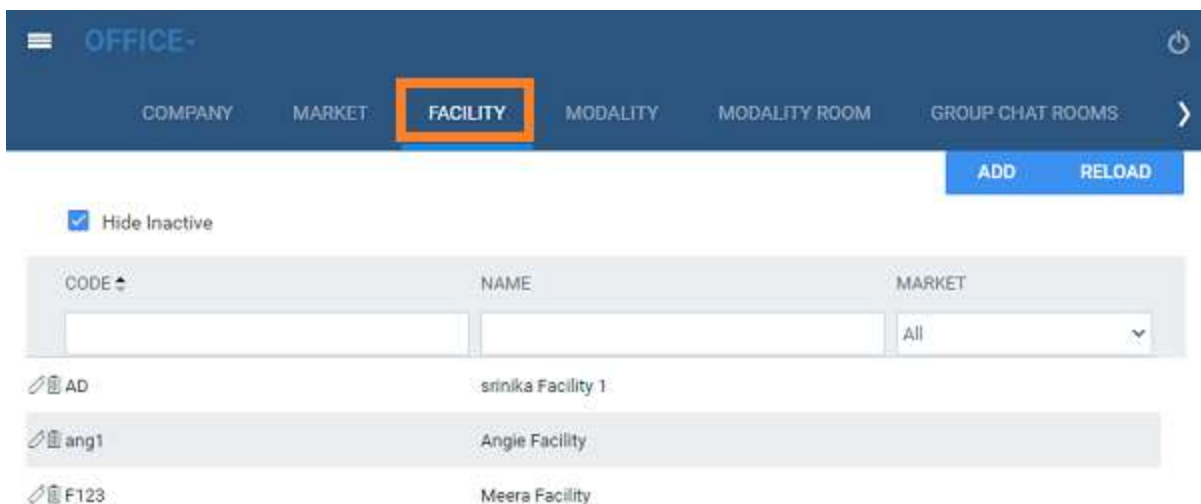 OFFICE-
COMPANY MARKET FACILITY MODALITY MODALITY ROOM GROUP CHAT ROOMS
ADD RELOAD
Hide Inactive
CODE NAME MARKET
All
AD srinika Facility 1
ang1 Angie Facility
F123 Meera Facility